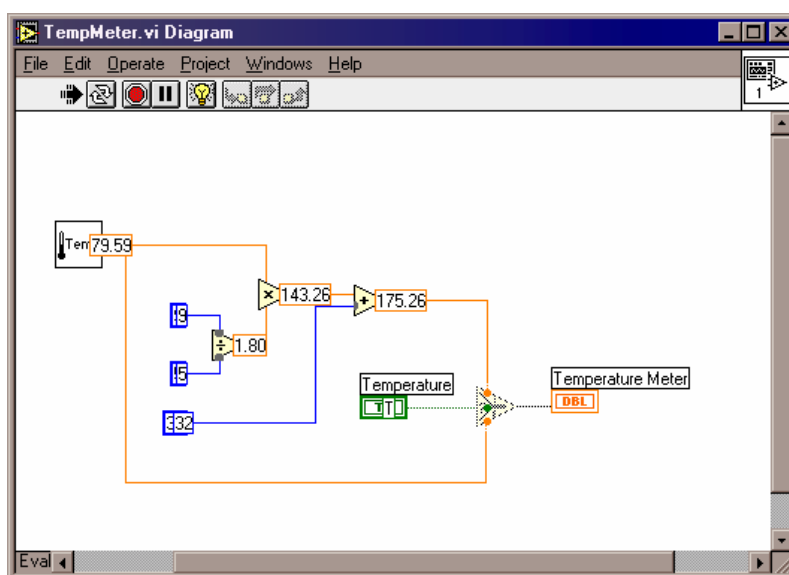 TempMeter.vi Diagram
File Edit Operate Project Windows Help
1
79.59
143.26
175.26
9
1.80
5
Temperature
T T
Temperature Meter
DBL
332
Eval